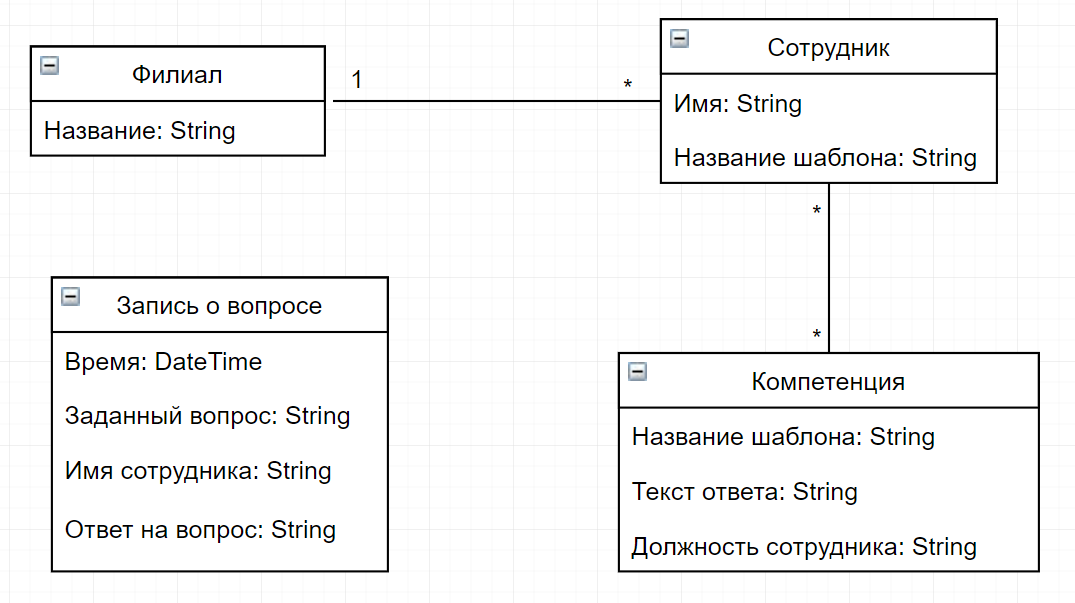 Филиал
Название: String
1
*
Сотрудник
Имя: String
Название шаблона: String
*
*
Запись о вопросе
Время: DateTime
Заданный вопрос: String
Имя сотрудника: String
Ответ на вопрос: String
Компетенция
Название шаблона: String
Текст ответа: String
Должность сотрудника: String